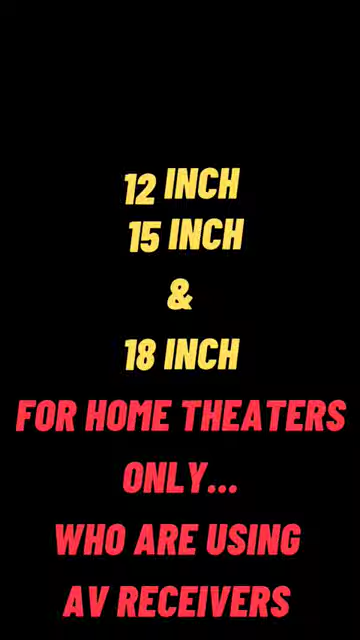 12 INCH
15 INCH
&
18 INCH
FOR HOME THEATERS
ONLY...
WHO ARE USING
AV RECEIVERS